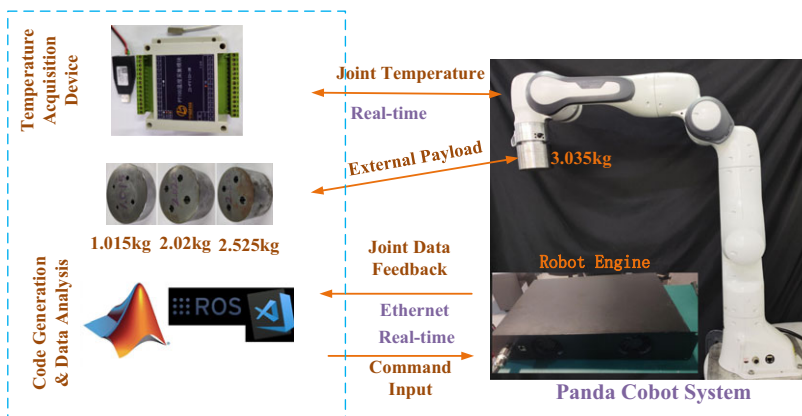 Temperature
Acquisition
Device
Joint Temperature
Real-time
External Payload
3.035kg
1.015kg 2.02kg 2.525kg
Code Generation
& Data Analysis
ROS
Joint Data
Feedback
Ethernet
Real-time
Command
Input
Robot Engine
Panda Cobot System